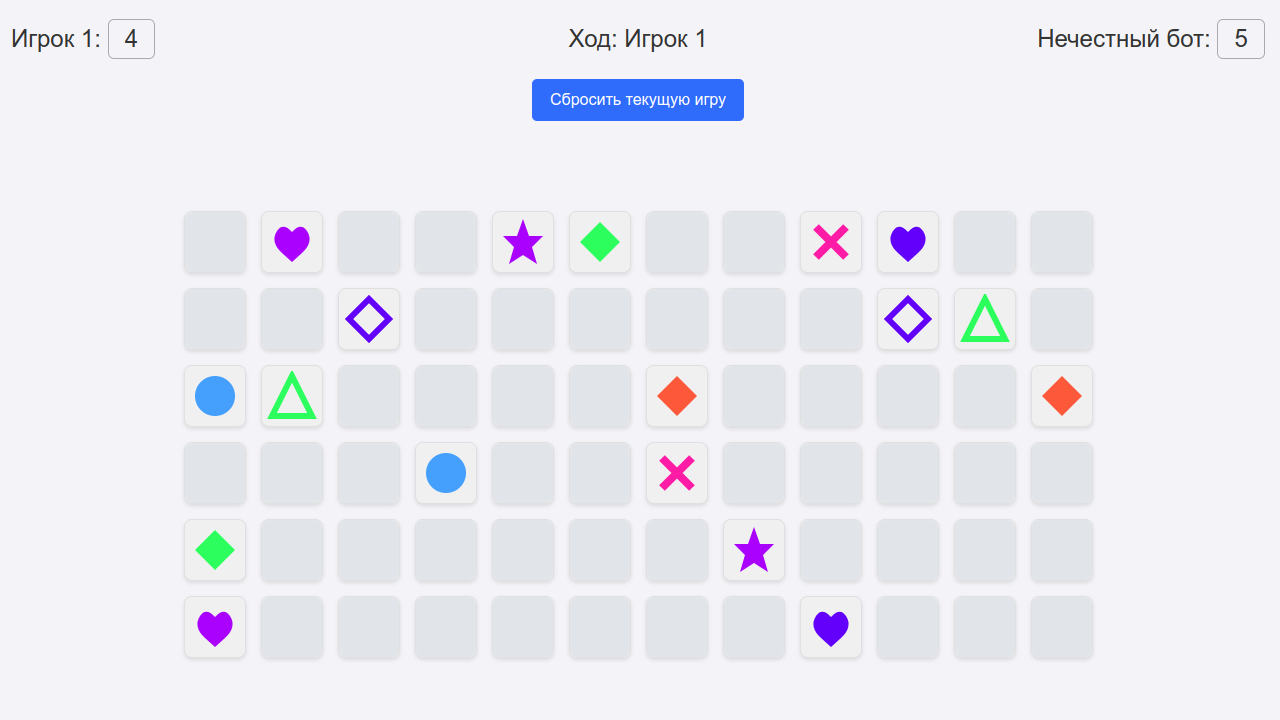 Игрок 1: 4
Ход: Игрок 1
Нечестный бот: 5
Сбросить текущую игру